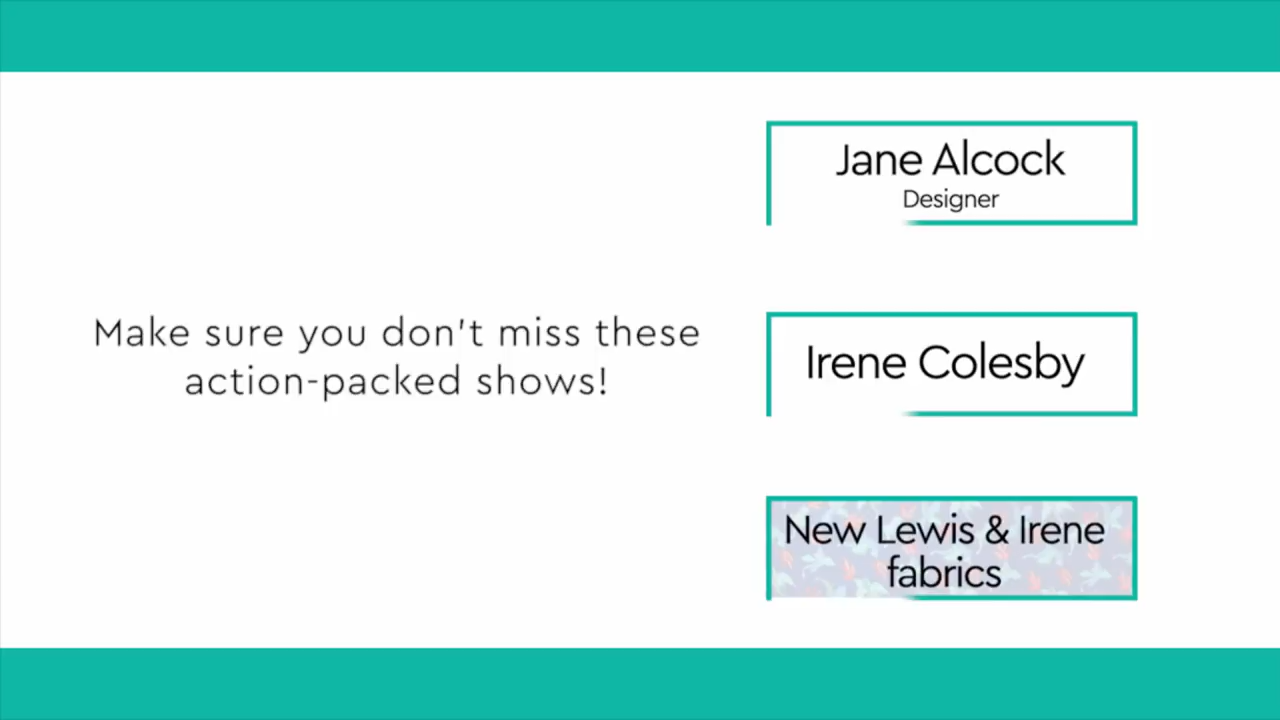 Make sure you don't miss these
action-packed shows!
Jane Alcock
Designer
Irene Colesby
New Lewis & Irene
fabrics